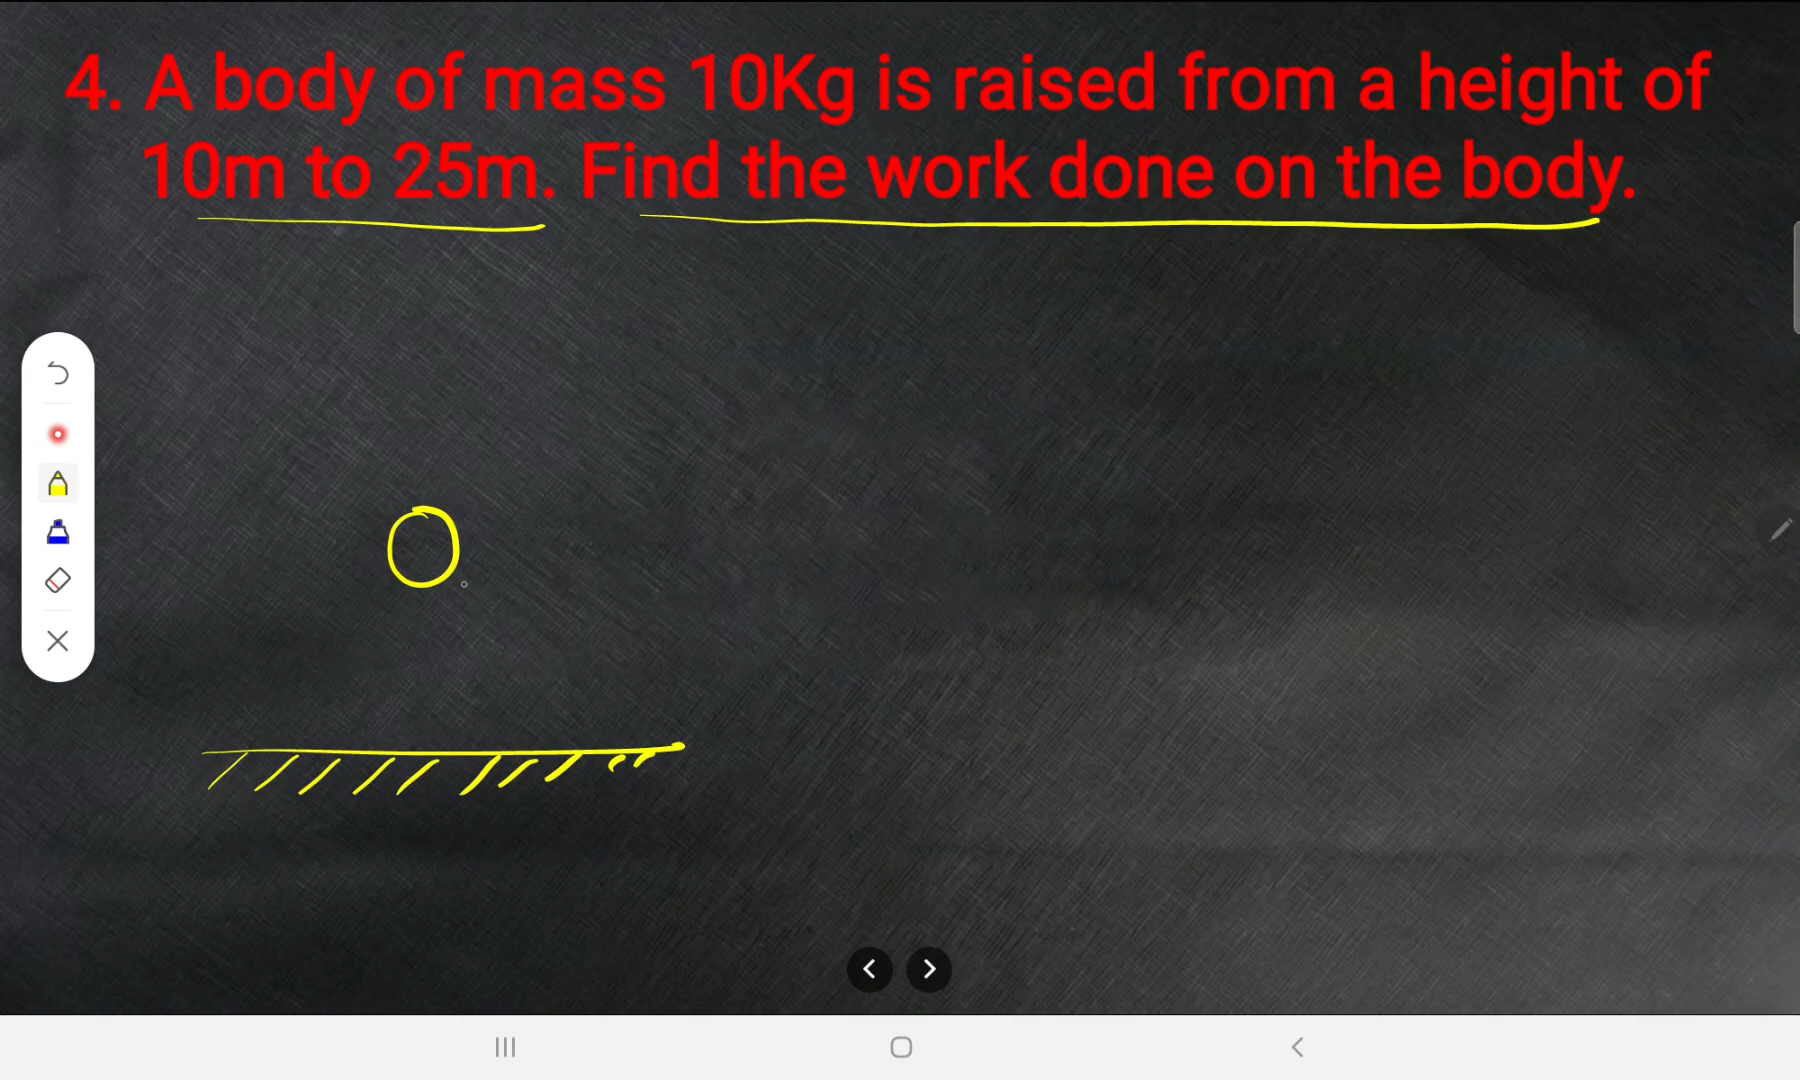 4. A body of mass 10Kg is raised from a height of
10m to 25m. Find the work done on the body.